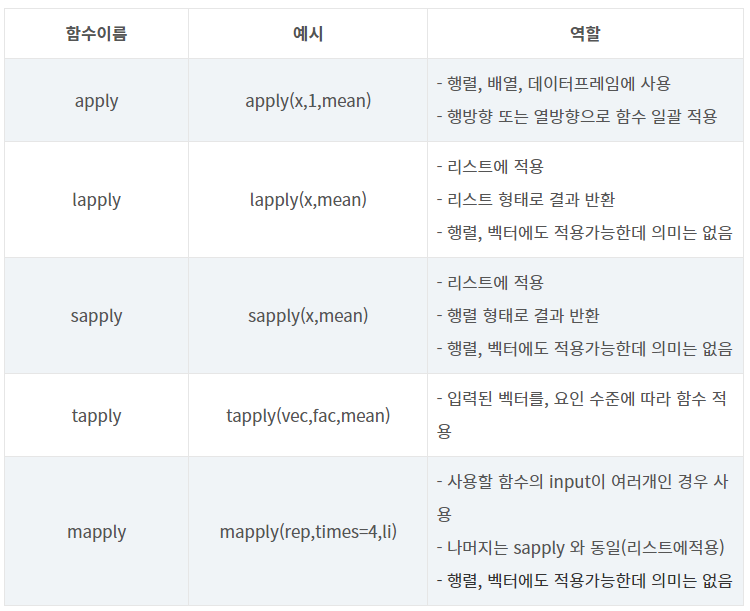 함수이름 예시 역할
apply apply(x,1,mean)
- 행렬, 배열, 데이터프레임에 사용
- 행방향 또는 열방향으로 함수 일괄 적용
lapply lapply(x,mean)
- 리스트에 적용
- 리스트 형태로 결과 반환
- 행렬, 벡터에도 적용가능한데 의미는 없음
sapply sapply(x,mean)
- 리스트에 적용
- 행렬 형태로 결과 반환
- 행렬, 벡터에도 적용가능한데 의미는 없음
tapply tapply(vec,fac,mean)
- 입력된 벡터를, 요인 수준에 따라 함수 적
용
mapply mapply(rep,times=4,li)
- 사용할 함수의 input이 여러개인 경우 사
용
- 나머지는 sapply 와 동일(리스트에적용)
- 행렬, 벡터에도 적용가능한데 의미는 없음